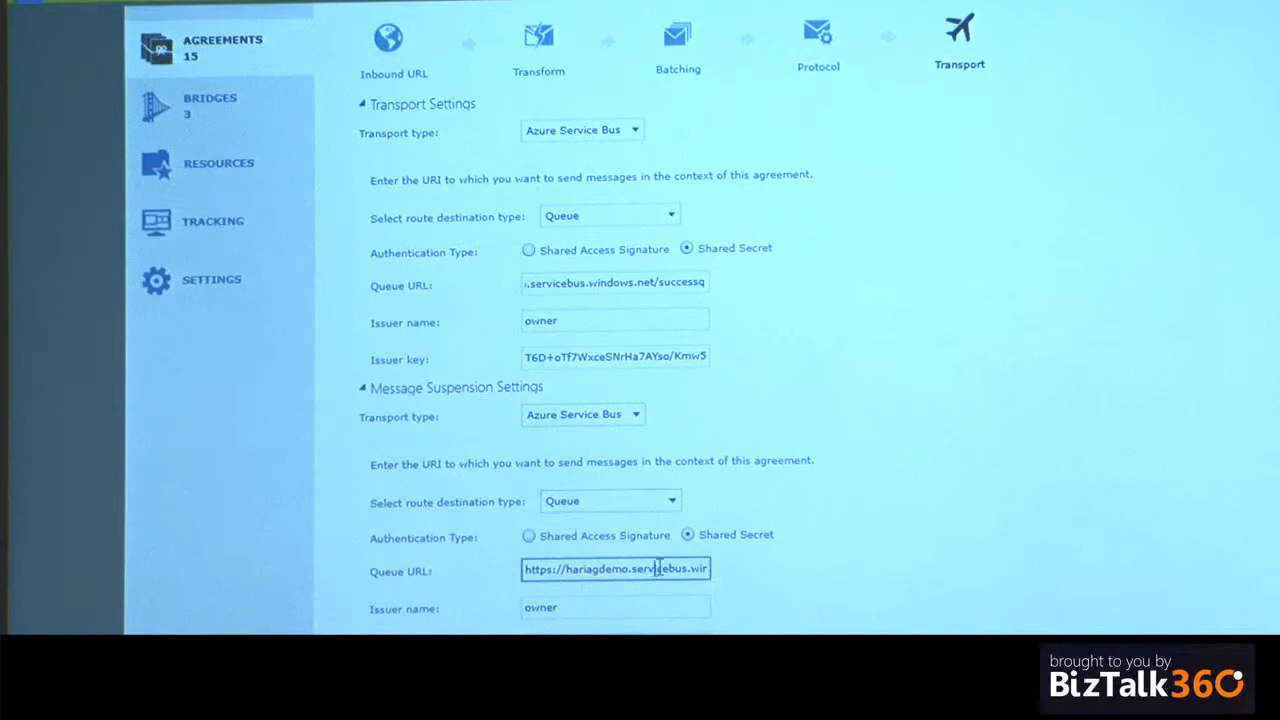 AGREEMENTS
15
BRIDGES
3
RESOURCES
TRACKING
SETTINGS
Inbound URL
Transform
Batching
Protocol
Transport
Transport Settings
Transport type: Azure Service Bus
Enter the URI to which you want to send messages in the context of this agreement.
Select route destination type: Queue
Authentication Type: Shared Access Signature Shared Secret
Queue URL: .servicebus.windows.net/successq
Issuer name: owner
Issuer key: T6D+oTf7WxceSNrHa7AYso/Kmw5
Message Suspension Settings
Transport type: Azure Service Bus
Enter the URI to which you want to send messages in the context of this agreement.
Select route destination type: Queue
Authentication Type: Shared Access Signature Shared Secret
Queue URL: https://hariagdemo.servicebus.wir
Issuer name: owner
brought to you by
BizTalk360